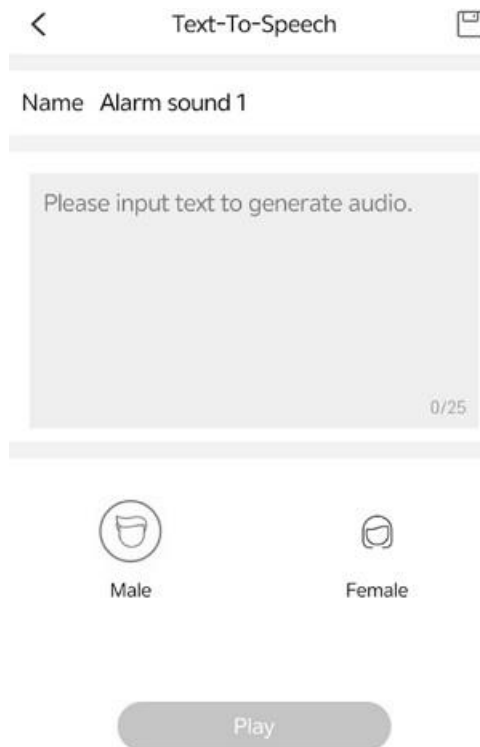 Text-To-Speech
Name Alarm sound 1
Please input text to generate audio.
0/25
Male Female
Play